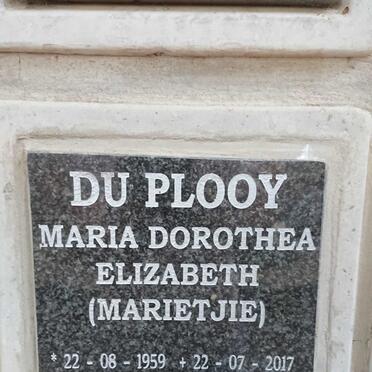 DU PLOOY
MARIA DOROTHEA
ELIZABETH
(MARIETJIE)
* 22 - 08 - 1959 + 22 - 07 - 2017